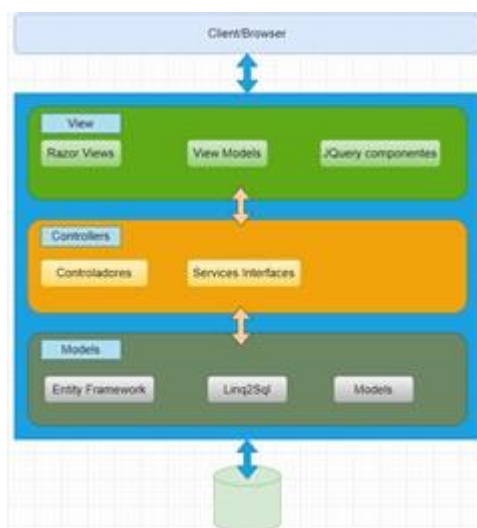 Client/Browser
View
Razor Views
View Models
JQuery componentes
Controllers
Controladores
Services Interfaces
Models
Entity Framework
Linq2Sql
Models